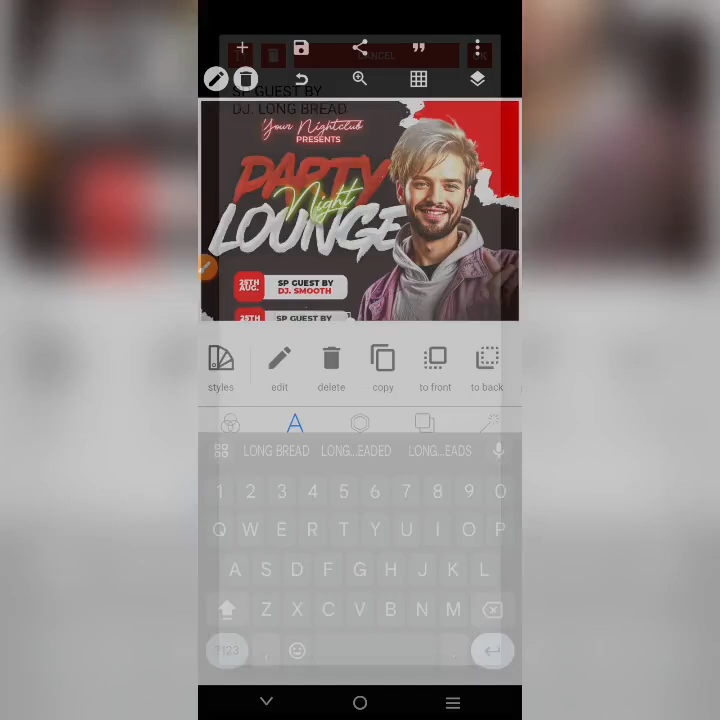 CANCEL
OK
SP GUEST BY
DJ. LONG BREAD
Your Nightclub
PRESENTS
PARTY
Night
LOUNGE
25TH
AUG.
SP GUEST BY
DJ. SMOOTH
25TH
SP GUEST BY
styles
edit
delete
copy
to front
to back
A
LONG BREAD LONG...EADED LONG...EADS
1 2 3 4 5 6 7 8 9 0
Q W E R T Y U I O P
A S D F G H J K L
Z X C V B N M
?123 , .